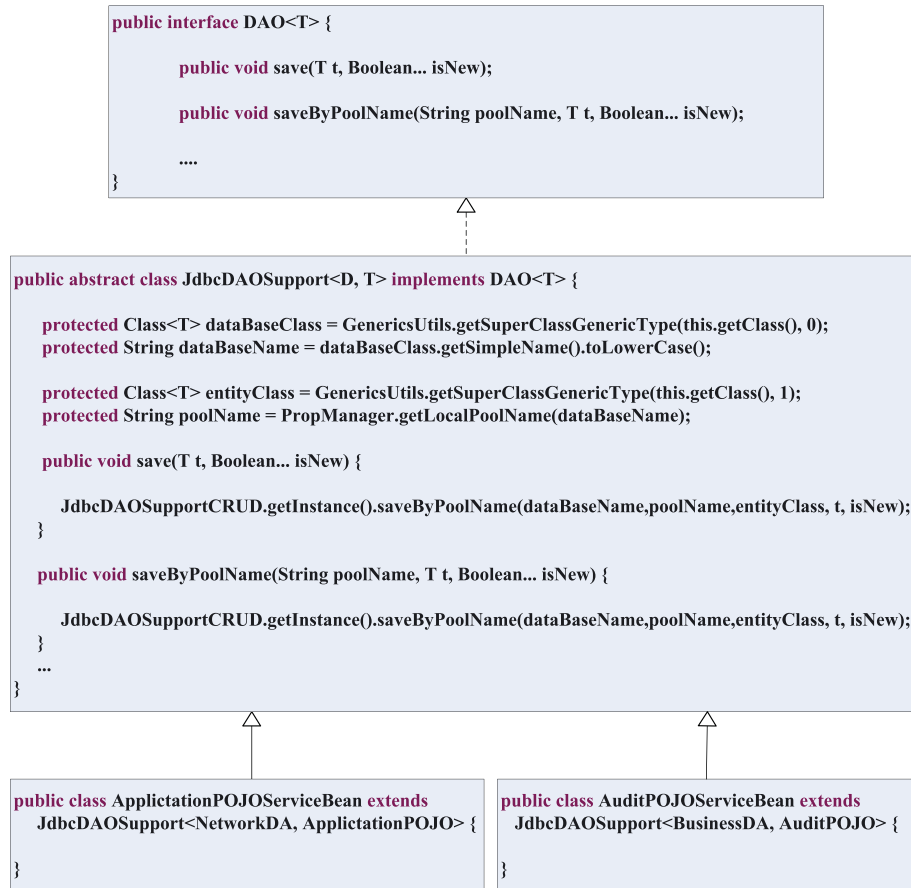 public interface DAO<T> {
public void save(T t, Boolean... isNew);
public void saveByPoolName(String poolName, T t, Boolean... isNew);
....
}
public abstract class JdbcDAOSupport<D, T> implements DAO<T> {
protected Class<T> dataBaseClass = GenericsUtils.getSuperClassGenericType(this.getClass(), 0);
protected String dataBaseName = dataBaseClass.getSimpleName().toLowerCase();
protected Class<T> entityClass = GenericsUtils.getSuperClassGenericType(this.getClass(), 1);
protected String poolName = PropManager.getLocalPoolName(dataBaseName);
public void save(T t, Boolean... isNew) {
JdbcDAOSupportCRUD.getInstance().saveByPoolName(dataBaseName,poolName,entityClass, t, isNew);
}
public void saveByPoolName(String poolName, T t, Boolean... isNew) {
JdbcDAOSupportCRUD.getInstance().saveByPoolName(dataBaseName,poolName,entityClass, t, isNew);
}
...
}
public class ApplictationPOJOServiceBean extends
JdbcDAOSupport<NetworkDA, ApplictationPOJO> {
}
public class AuditPOJOServiceBean extends
JdbcDAOSupport<BusinessDA, AuditPOJO> {
}